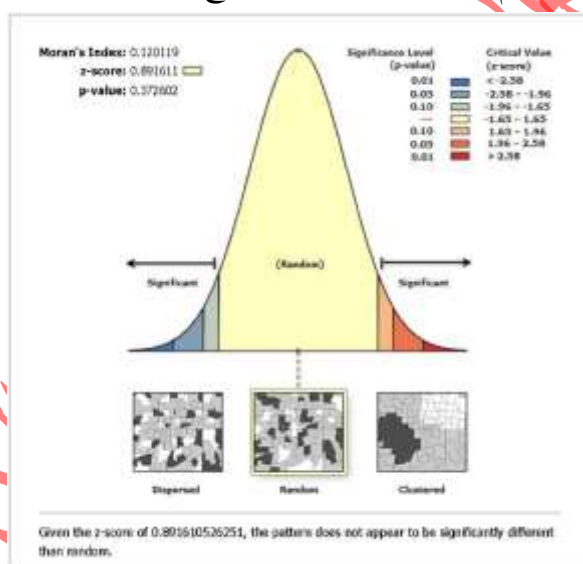 Moran's Index: 0.120119
z-score: 0.891611
p-value: 0.372602
Significance Level
(p-value)
Critical Value
(z-score)
0.01 < -2.58
0.05 -2.58 - -1.96
0.10 -1.96 - -1.65
— -1.65 - 1.65
0.10 1.65 - 1.96
0.05 1.96 - 2.58
0.01 > 2.58
(Random)
Significant
Significant
Dispersed
Random
Clustered
Given the z-score of 0.891610526251, the pattern does not appear to be significantly different
than random.